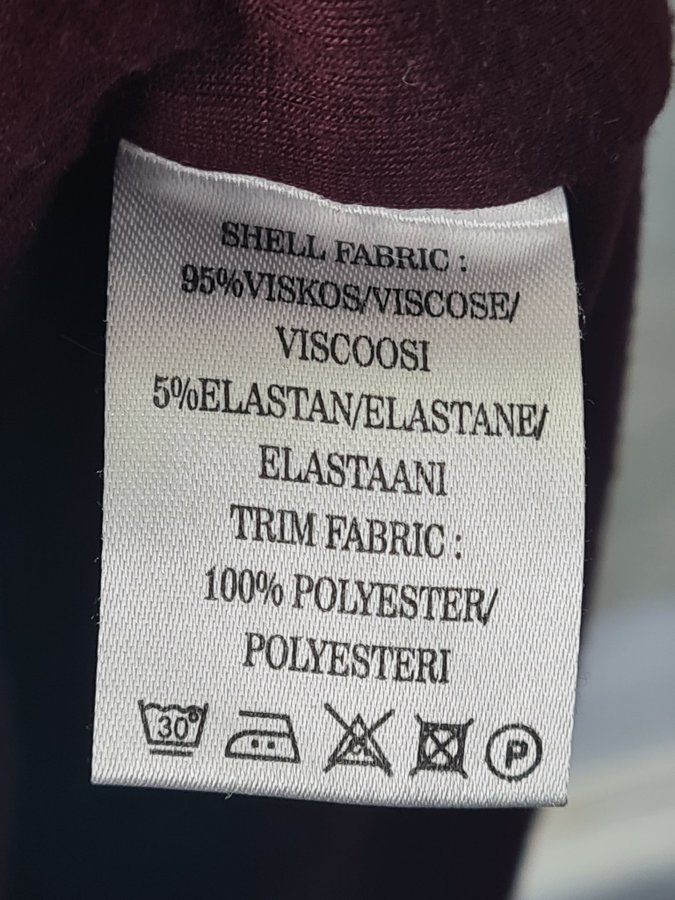 SHELL FABRIC :
95%VISKOS/VISCOSE/
VISCOOSI
5%ELASTAN/ELASTANE/
ELASTAANI
TRIM FABRIC :
100% POLYESTER/
POLYESTERI
30° P